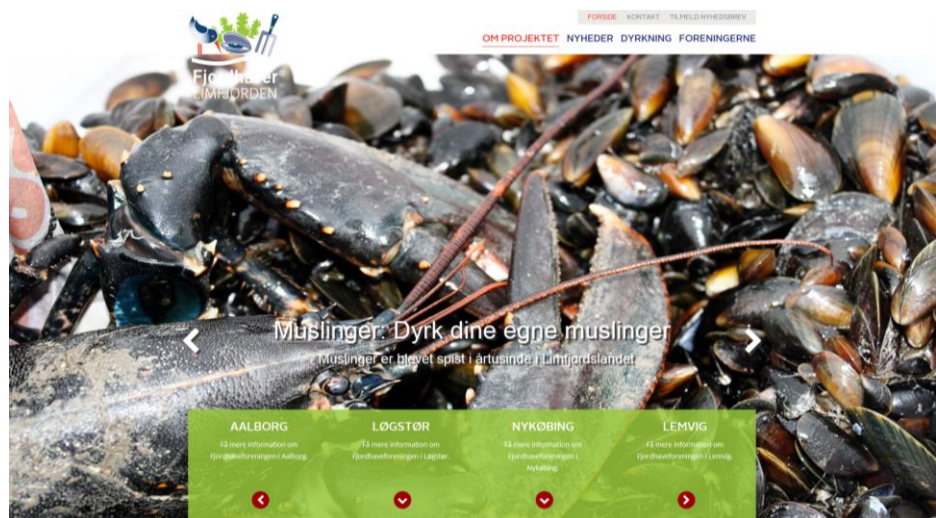 FORSIDE KONTAKT TILMELD NYHEDSBREV
OM PROJEKTET NYHEDER DYRKNING FORENINGERNE
Fjordhaver
LIMFJORDEN
Muslinger: Dyrk dine egne muslinger
Muslinger er blevet spist i årtusinde i Limfjordslandet
AALBORG
Få mere information om
Fjordhaveforeningen i Aalborg.
LØGSTØR
Få mere information om
Fjordhaveforeningen i Løgstør.
NYKØBING
Få mere information om
Fjordhaveforeningen i
Nykøbing.
LEMVIG
Få mere information om
Fjordhaveforeningen i Lemvig.